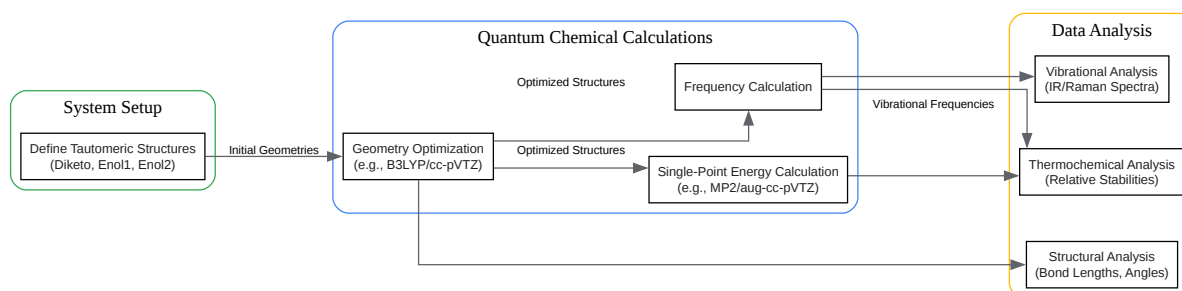 System Setup
Define Tautomeric Structures
(Diketo, Enol1, Enol2)
Initial Geometries
Quantum Chemical Calculations
Geometry Optimization
(e.g., B3LYP/cc-pVTZ)
Optimized Structures
Frequency Calculation
Optimized Structures
Single-Point Energy Calculation
(e.g., MP2/aug-cc-pVTZ)
Vibrational Frequencies
Data Analysis
Vibrational Analysis
(IR/Raman Spectra)
Thermochemical Analysis
(Relative Stabilities)
Structural Analysis
(Bond Lengths, Angles)